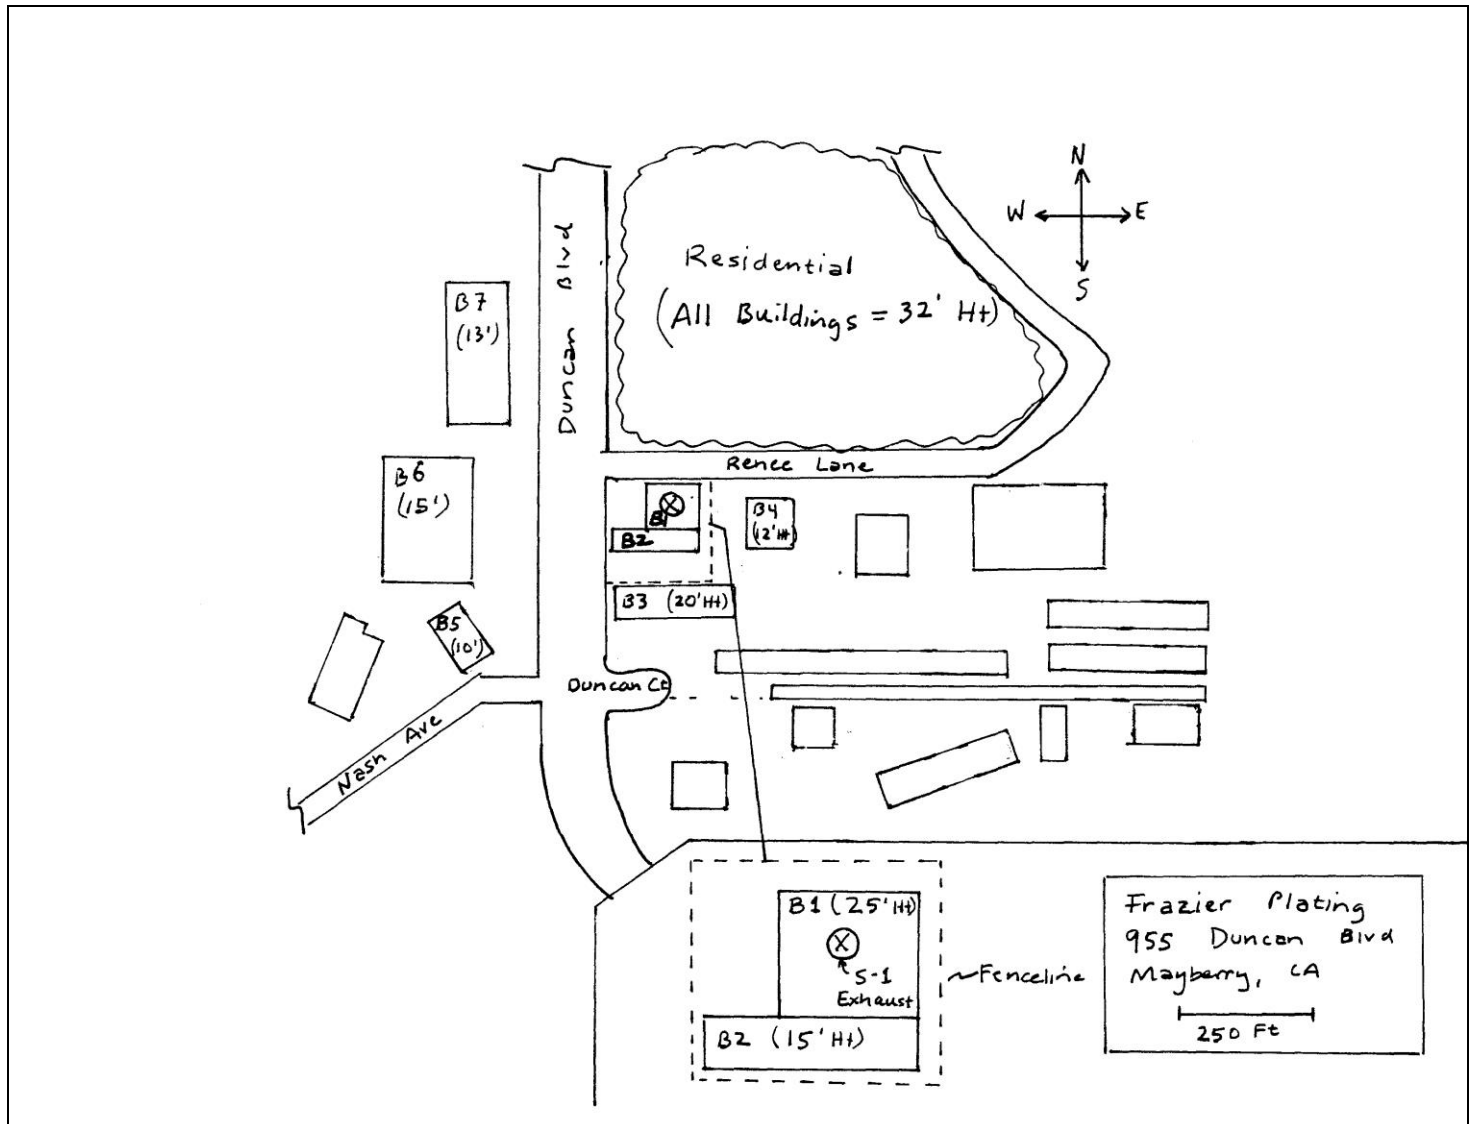 N
W E
S
Duncan Blvd
Residential
(All Buildings = 32' Ht)
B7
(13')
B6
(15')
Renee Lane
X
B1
B2
B4
(12'Ht)
B3 (20'Ht)
B5
(10')
Duncan Ct
Nash Ave
B1 (25' Ht)
X
S-1
Exhaust
B2 (15' Ht)
Fenceline
Frazier Plating
955 Duncan Blvd
Mayberry, CA
250 Ft